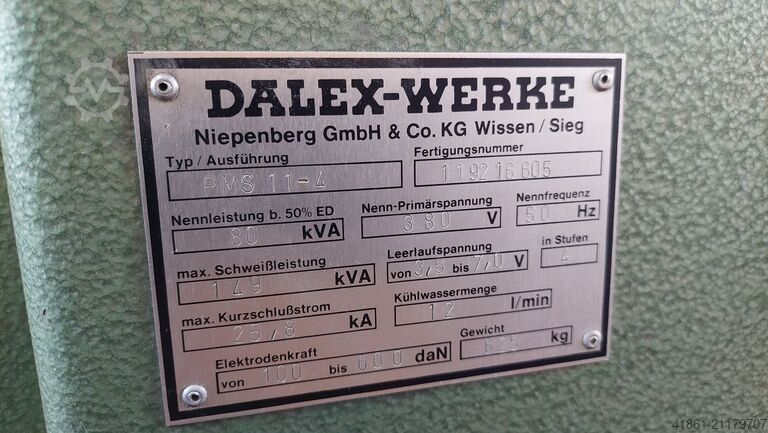 DALEX-WERKE
Niepenberg GmbH & Co. KG Wissen / Sieg
Typ / Ausführung
PMS 11-4
Fertigungsnummer
119216.605
Nennleistung b. 50% ED
80 kVA
Nenn-Primärspannung
380 V
Nennfrequenz
50 Hz
max. Schweißleistung
149 kVA
Leerlaufspannung
von 3,5 bis 7,0 V
in Stufen
4
max. Kurzschlußstrom
25,8 kA
Kühlwassermenge
12 l/min
Elektrodenkraft
von 100 bis 600 daN
Gewicht
625 kg
41861-21179707